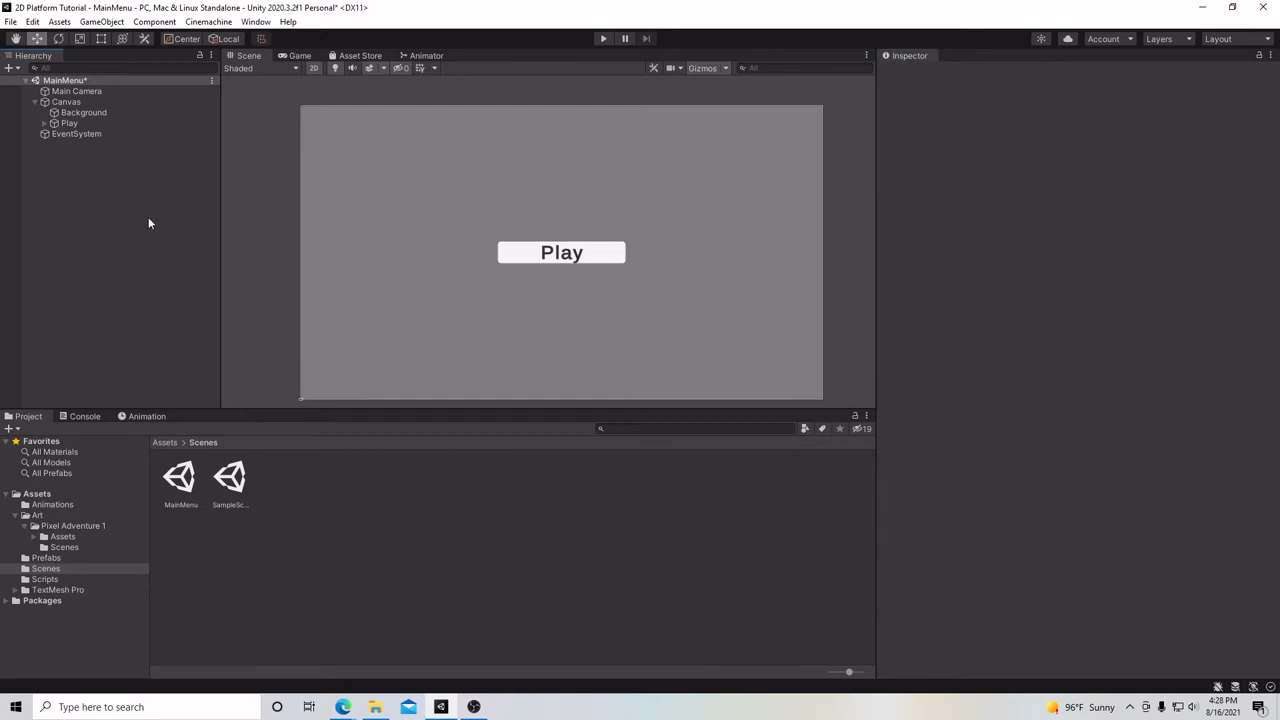 2D Platform Tutorial - MainMenu - PC, Mac & Linux Standalone - Unity 2020.3.2f1 Personal* <DX11>
File Edit Assets GameObject Component Cinemachine Window Help
Center Local Account Layers Layout
Hierarchy Scene Game Asset Store Animator Inspector
All Shaded 2D 0 Gizmos All
MainMenu*
Main Camera
Canvas
Background
Play
EventSystem
Play
Project Console Animation
19
Favorites
All Materials
All Models
All Prefabs
Assets
Animations
Art
Pixel Adventure 1
Assets
Scenes
Prefabs
Scenes
Scripts
TextMesh Pro
Packages
Assets > Scenes
MainMenu SampleSc...
Type here to search
96°F Sunny
4:28 PM
8/16/2021
1